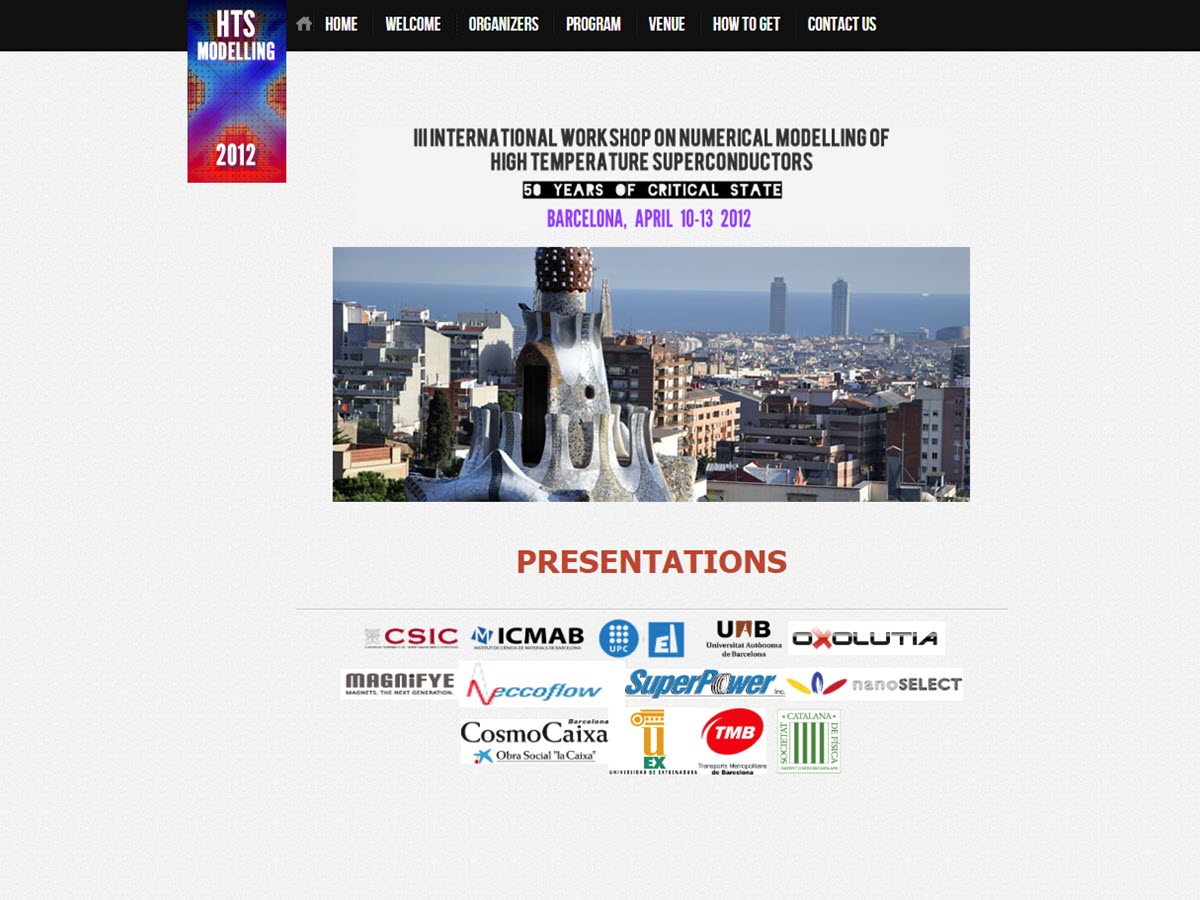 HTS
MODELLING
2012
HOME WELCOME ORGANIZERS PROGRAM VENUE HOW TO GET CONTACT US
III INTERNATIONAL WORKSHOP ON NUMERICAL MODELLING OF
HIGH TEMPERATURE SUPERCONDUCTORS
50 YEARS OF CRITICAL STATE
BARCELONA, APRIL 10-13 2012
PRESENTATIONS
CSIC
ICMAB
INSTITUT DE CIÈNCIA DE MATERIALS DE BARCELONA
UPC
UAB
Universitat Autònoma
de Barcelona
OXOLUTIA
MAGNiFYE
MAGNETS. THE NEXT GENERATION.
Neccoflow
SuperPower Inc.
nanoSELECT
Barcelona
CosmoCaixa
Obra Social "la Caixa"
UEX
UNIVERSIDAD DE EXTREMADURA
TMB
Transports Metropolitans
de Barcelona
SOCIETAT CATALANA DE FÍSICA